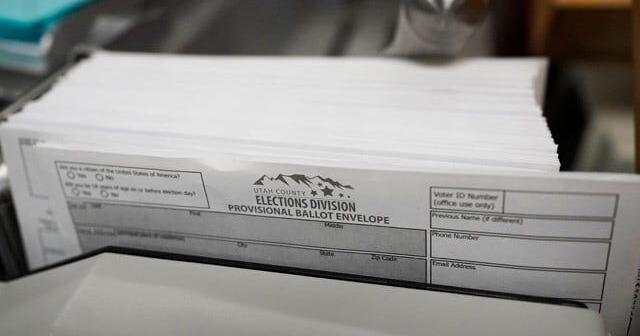 Are you a citizen of the United States of America?
Yes No
Will you be 18 years of age on or before election day?
Yes No
UTAH COUNTY
ELECTIONS DIVISION
PROVISIONAL BALLOT ENVELOPE
First
Middle
City
State
Zip Code
Voter ID Number
(office use only)
Previous Name (if different)
Phone Number
Email Address